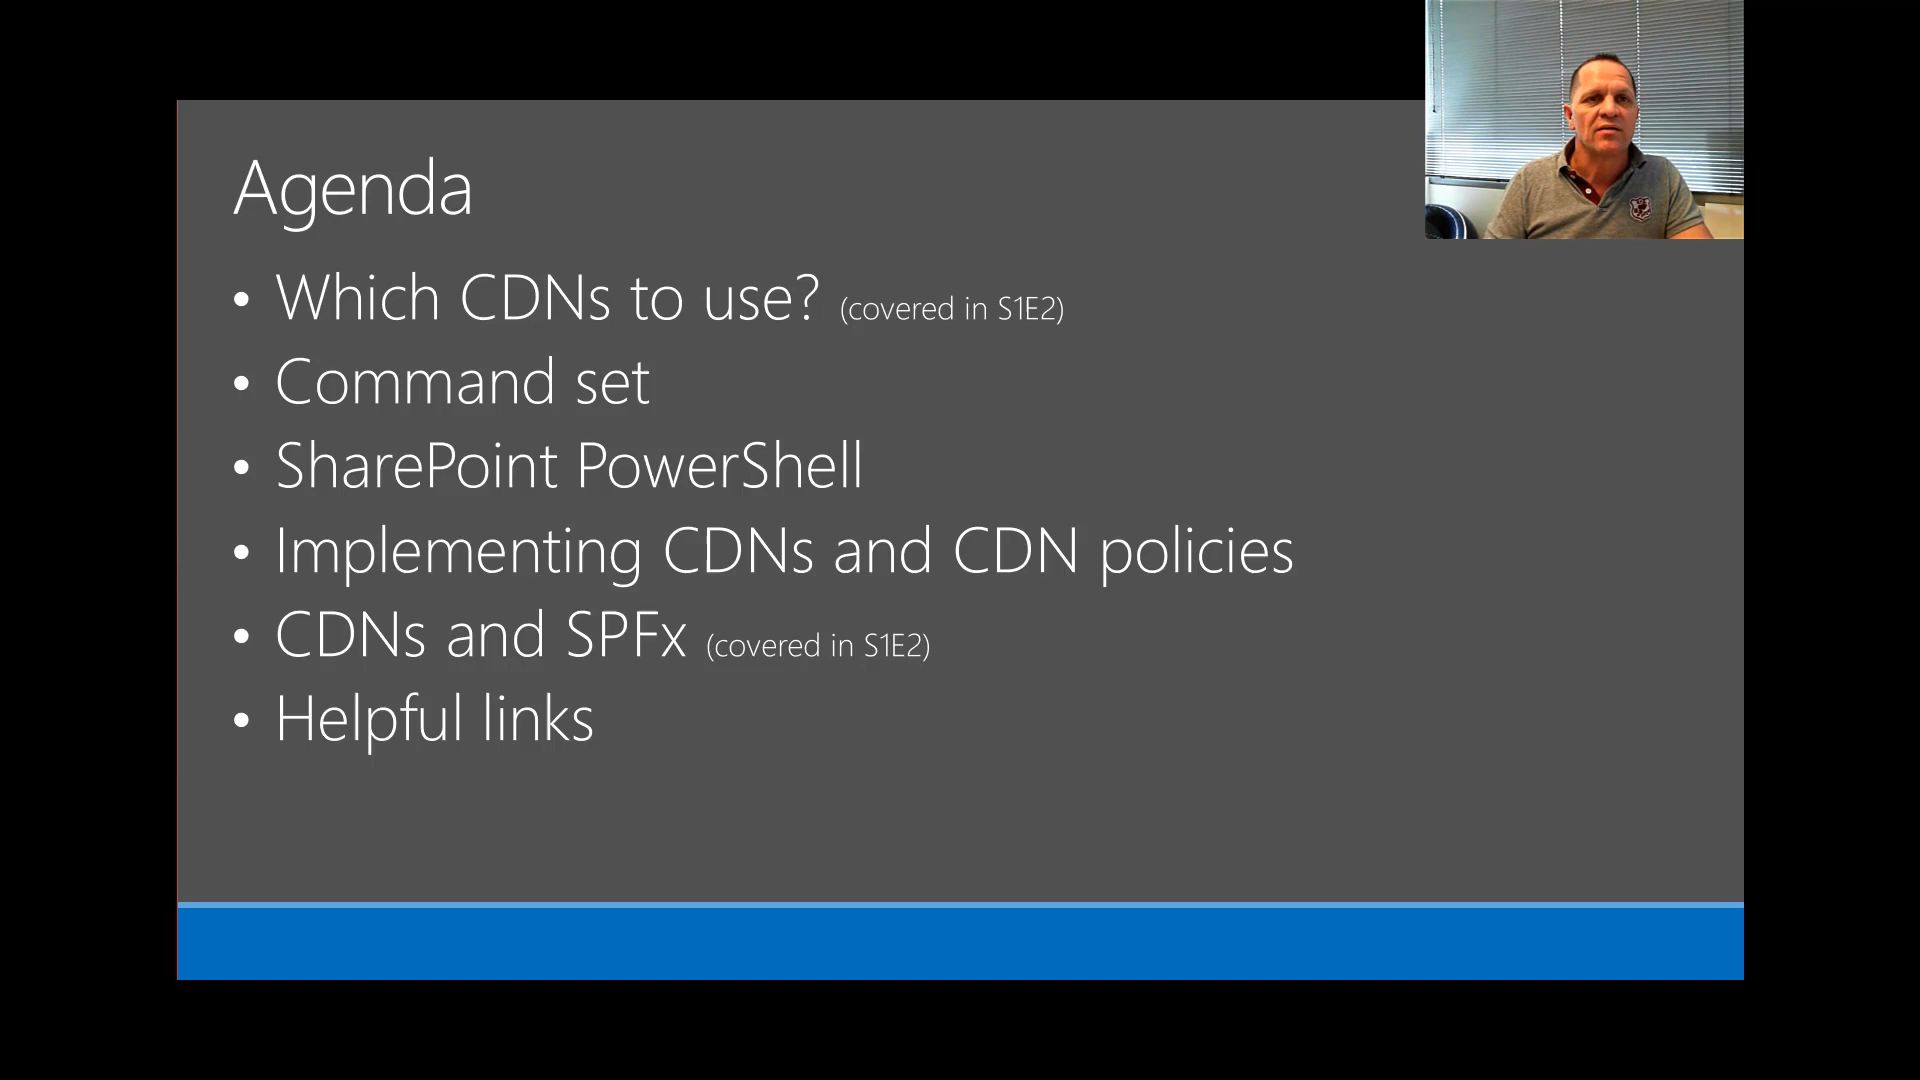 Agenda
• Which CDNs to use? (covered in S1E2)
• Command set
• SharePoint PowerShell
• Implementing CDNs and CDN policies
• CDNs and SPFx (covered in S1E2)
• Helpful links